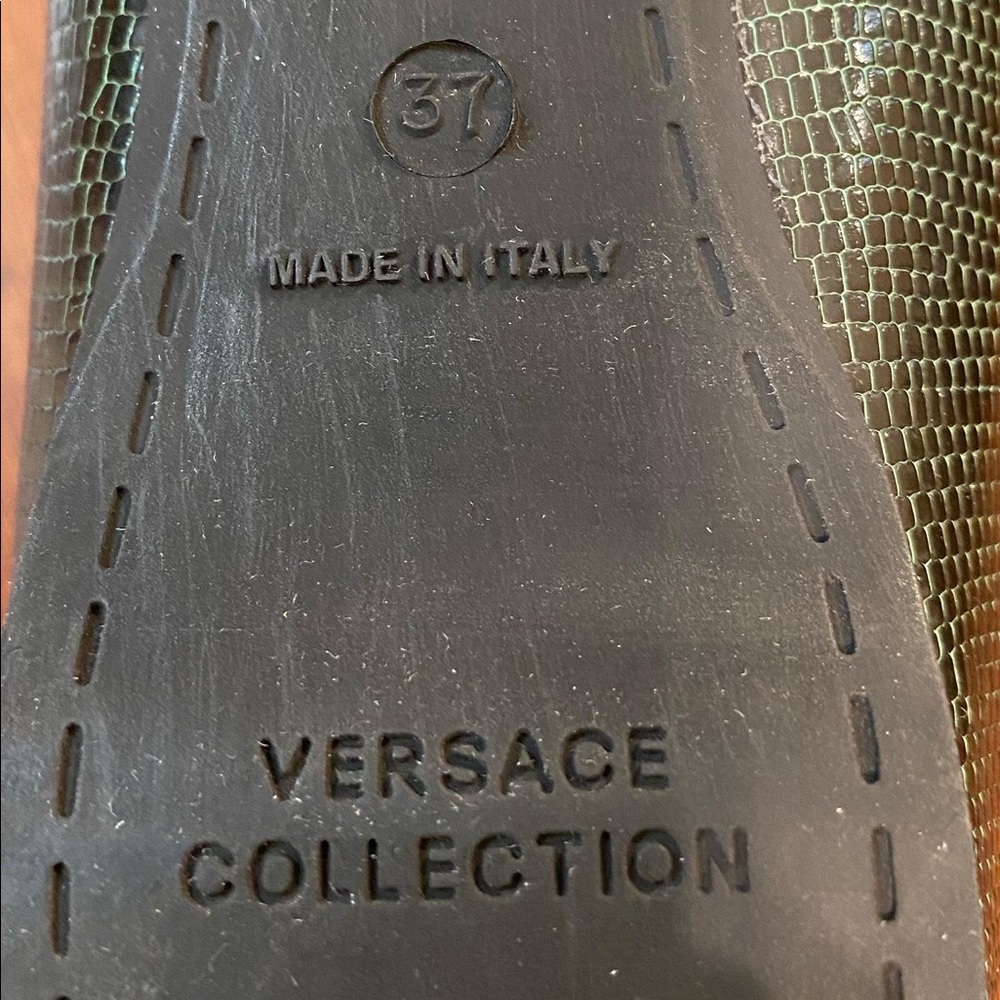 37
MADE IN ITALY
VERSACE
COLLECTION